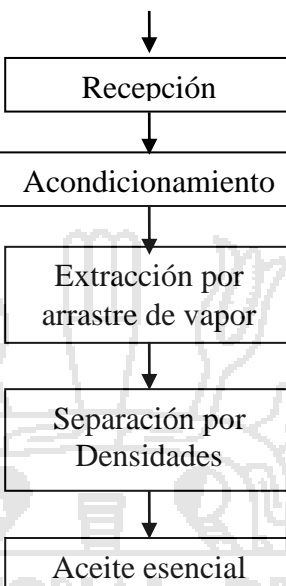 Recepción
Acondicionamiento
Extracción por
arrastre de vapor
Separación por
Densidades
Aceite esencial